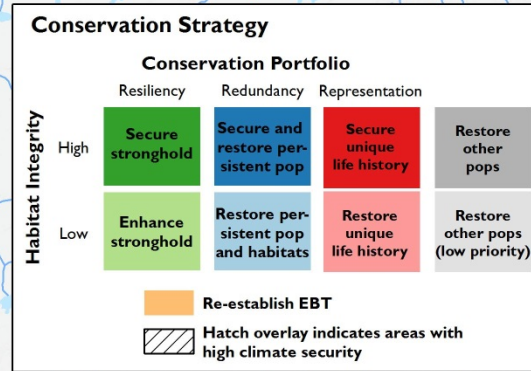 Conservation Strategy
Conservation Portfolio
Resiliency Redundancy Representation
Habitat Integrity
High
Secure
stronghold
Secure and
restore per-
sistent pop
Secure
unique
life history
Restore
other
pops
Low
Enhance
stronghold
Restore per-
sistent pop
and habitats
Restore
unique
life history
Restore
other pops
(low priority)
Re-establish EBT
Hatch overlay indicates areas with
high climate security